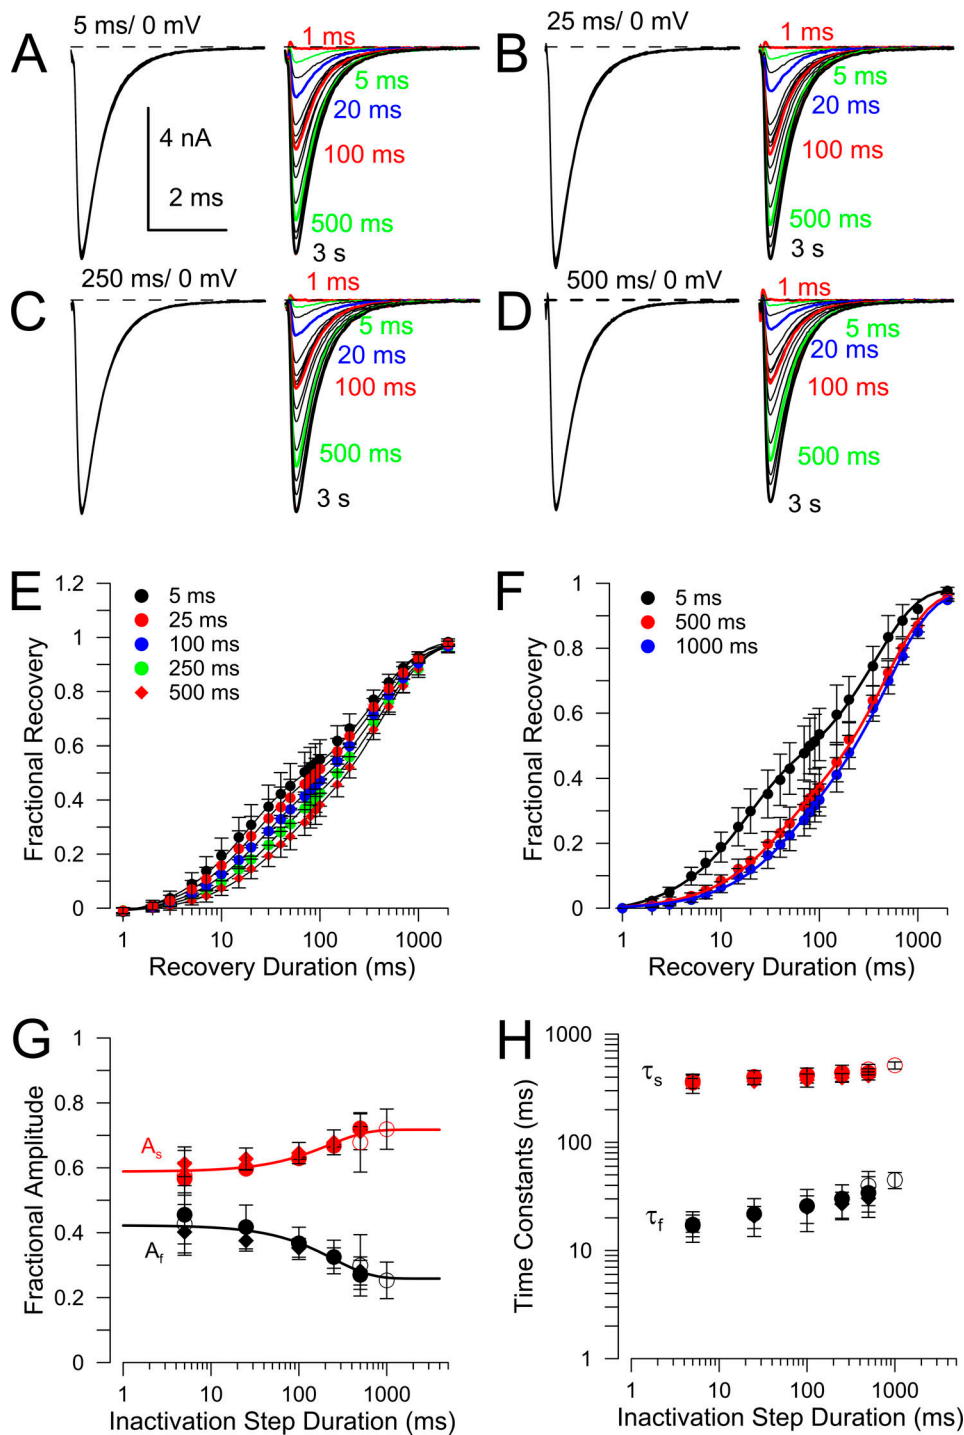 A
5 ms/ 0 mV
1 ms
5 ms
20 ms
100 ms
500 ms
3 s
4 nA
2 ms
B
25 ms/ 0 mV
1 ms
5 ms
20 ms
100 ms
500 ms
3 s
C
250 ms/ 0 mV
1 ms
5 ms
20 ms
100 ms
500 ms
3 s
D
500 ms/ 0 mV
1 ms
5 ms
20 ms
100 ms
500 ms
3 s
E
Fractional Recovery
1.2
1
0.8
0.6
0.4
0.2
0
5 ms
25 ms
100 ms
250 ms
500 ms
1 10 100 1000
Recovery Duration (ms)
F
Fractional Recovery
1
0.8
0.6
0.4
0.2
0
5 ms
500 ms
1000 ms
1 10 100 1000
Recovery Duration (ms)
G
Fractional Amplitude
1
0.8
0.6
0.4
0.2
0
As
Af
1 10 100 1000
Inactivation Step Duration (ms)
H
Time Constants (ms)
1000
100
10
1
τs
τf
1 10 100 1000
Inactivation Step Duration (ms)